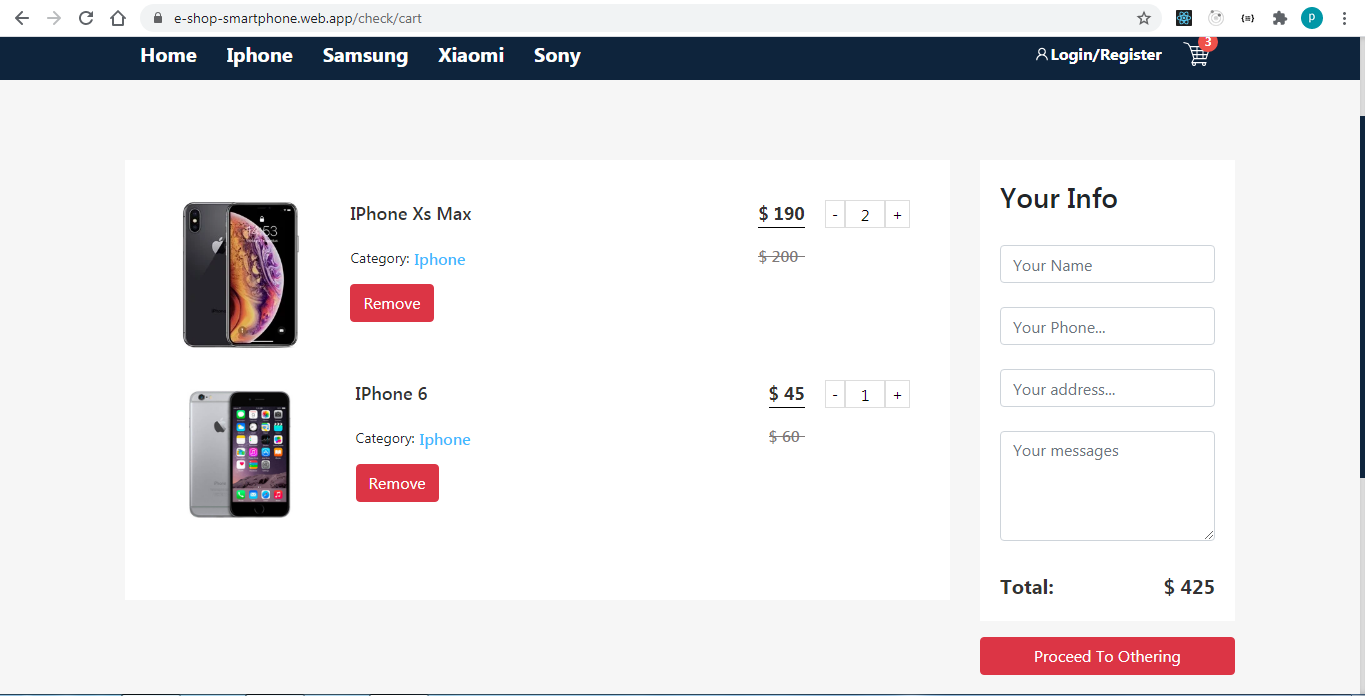 e-shop-smartphone.web.app/check/cart
P
Home Iphone Samsung Xiaomi Sony Login/Register 3
IPhone Xs Max $ 190 - 2 +
Category: Iphone $ 200
Remove
IPhone 6 $ 45 - 1 +
Category: Iphone $ 60
Remove
Your Info
Your Name
Your Phone...
Your address...
Your messages
Total: $ 425
Proceed To Othering